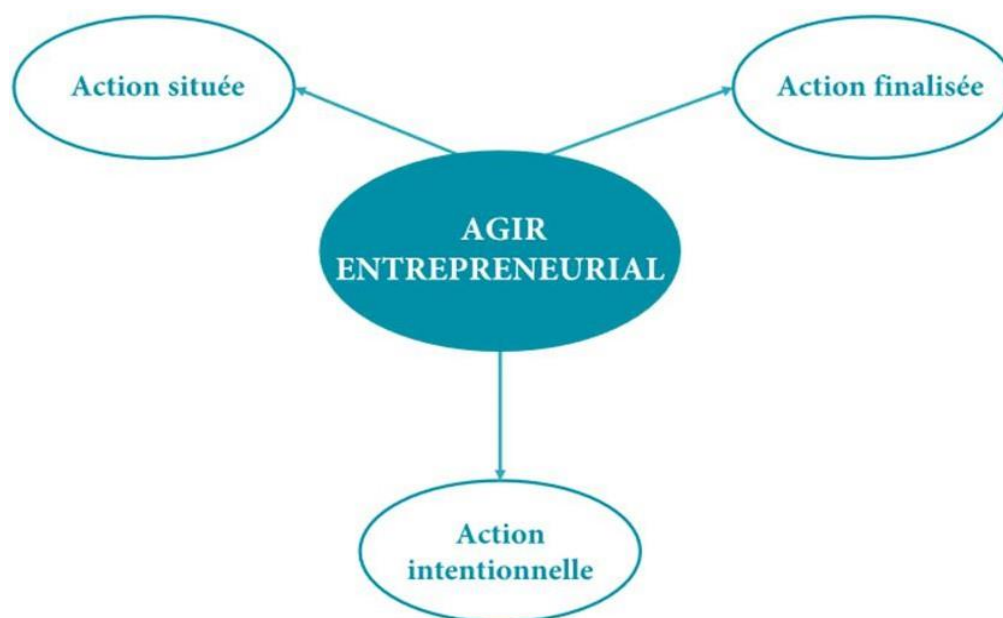 Action située
Action finalisée
AGIR
ENTREPRENEURIAL
Action
intentionnelle